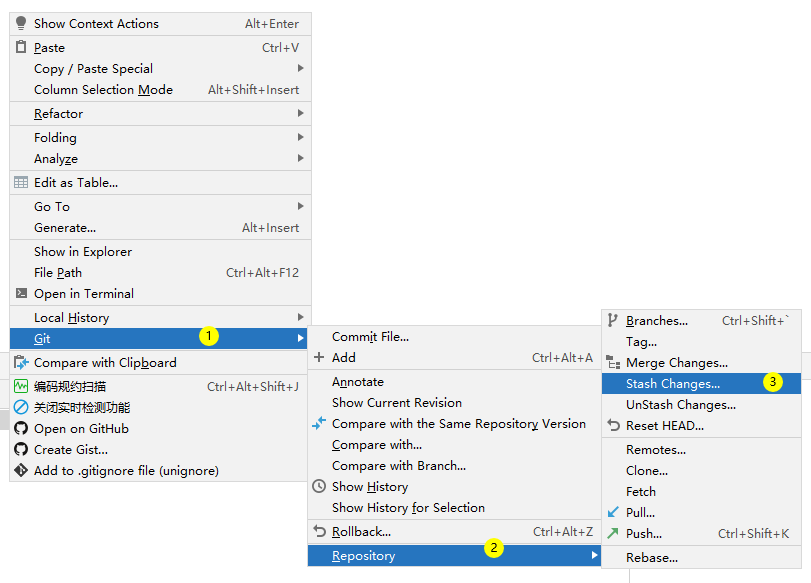 Show Context Actions Alt+Enter
Paste Ctrl+V
Copy / Paste Special
Column Selection Mode Alt+Shift+Insert
Refactor
Folding
Analyze
Edit as Table...
Go To
Generate... Alt+Insert
Show in Explorer
File Path Ctrl+Alt+F12
Open in Terminal
Local History
Git 1
Compare with Clipboard
编码规约扫描 Ctrl+Alt+Shift+J
关闭实时检测功能
Open on GitHub
Create Gist...
Add to .gitignore file (unignore)
Commit File...
Add Ctrl+Alt+A
Annotate
Show Current Revision
Compare with the Same Repository Version
Compare with...
Compare with Branch...
Show History
Show History for Selection
Rollback... Ctrl+Alt+Z
Repository 2
Branches... Ctrl+Shift+`
Tag...
Merge Changes...
Stash Changes... 3
UnStash Changes...
Reset HEAD...
Remotes...
Clone...
Fetch
Pull...
Push... Ctrl+Shift+K
Rebase...